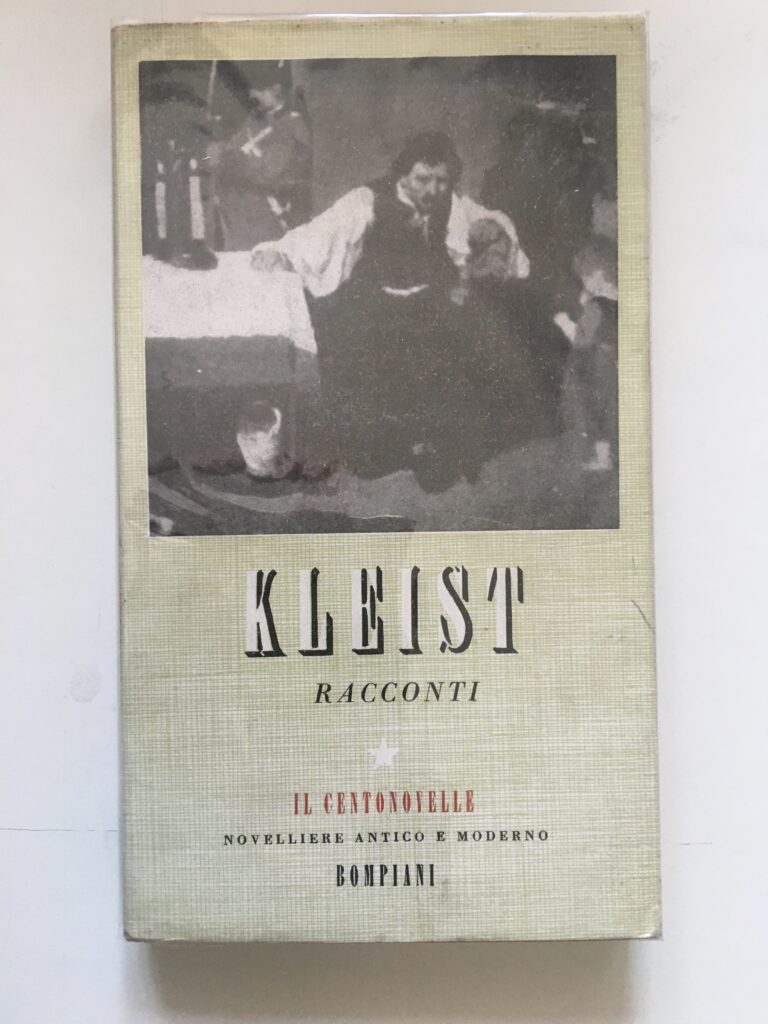 KLEIST
RACCONTI
IL CENTONOVELLE
NOVELLIERE ANTICO E MODERNO
BOMPIANI